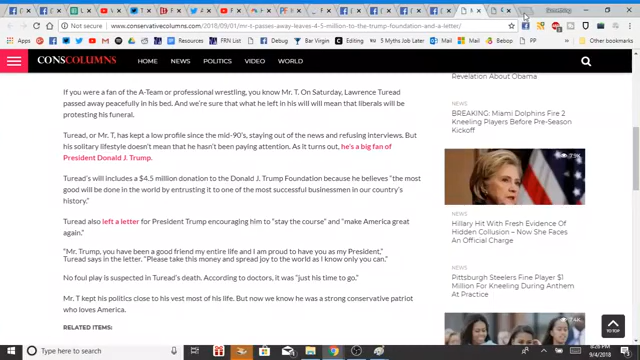 Not secure | www.conservativecolumns.com/2018/09/01/mr-t-passes-away-leaves-4-5-million-to-the-trump-foundation-and-a-letter/
Apps
Bookmarks
FRN News
Snopes
Twitter
5 Myths Job Leary
Error
Bebop
PP
Other bookmarks
CONSCOLUMNS
HOME
NEWS
POLITICS
VIDEO
WORLD
HEALTH
If you were a fan of the A-Team or professional wrestling, you know Mr. T. On Saturday, Lawrence Turead
passed away peacefully in his bed. And we're sure that what he left in his will will mean that liberals will be
protesting his funeral.
Turead, or Mr. T, has kept a low profile since the mid-90's, staying out of the news and refusing interviews. But
his solitary lifestyle doesn't mean that he hasn't been paying attention. As it turns out, he's a big fan of
President Donald J. Trump.
Turead's will includes a $4.5 million donation to the Donald J. Trump Foundation because he believes "the most
good will be done in the world by entrusting it to one of the most successful businessmen in our country's
history,"
Turead also left a letter for President Trump encouraging him to "stay the course" and "make America great
again."
"Mr. Trump, you have been a good friend my entire life and I am proud to have you as my President,"
Turead says in the letter. "Please take this money and spread joy to the world as I know only you can."
No foul play is suspected in Turead's death. According to doctors, it was "just his time to go."
Mr. T kept his politics close to his vest most of his life. But now we know he was a strong conservative patriot
who loves America.
RELATED ITEMS:
Revelation About Obama
NEWS
BREAKING: Miami Dolphins Fire 2
Kneeling Players Before Pre-Season
Kickoff
7.9K
NEWS
Hillary Hit With Fresh Evidence Of
Hidden Collusion – Now She Faces
An Official Charge
NEWS
Pittsburgh Steelers Fine Player $1
Million For Kneeling During Anthem
At Practice
7.4K
TO TOP
Type here to search
8:26 PM
9/4/2018